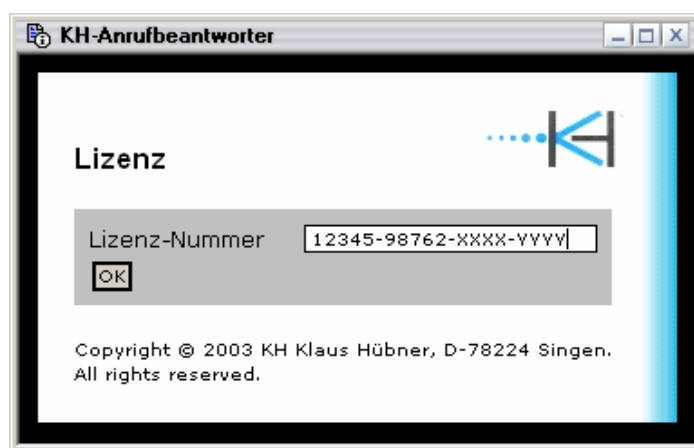 KH-Anrufbeantworter
KH
Lizenz
Lizenz-Nummer 12345-98762-XXXX-YYYY
OK
Copyright © 2003 KH Klaus Hübner, D-78224 Singen.
All rights reserved.